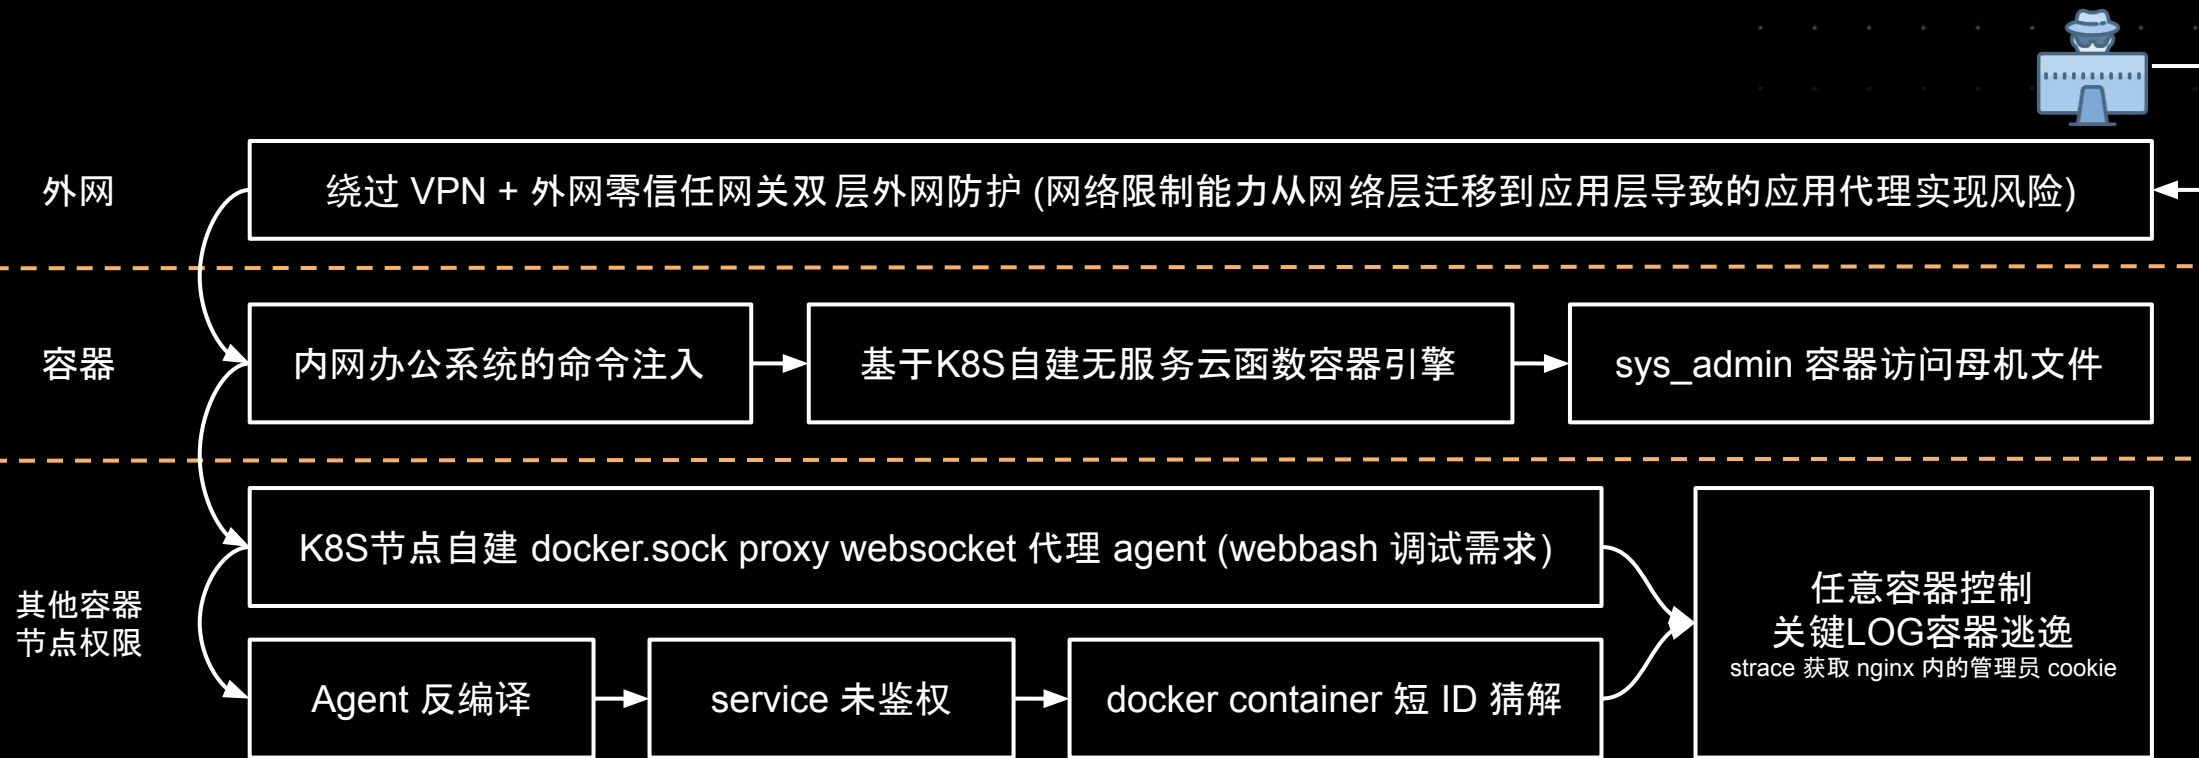 外网
绕过 VPN + 外网零信任网关双层外网防护 (网络限制能力从网络层迁移到应用层导致的应用代理实现风险)
容器
内网办公系统的命令注入
基于K8S自建无服务云函数容器引擎
sys_admin 容器访问母机文件
其他容器
节点权限
K8S节点自建 docker.sock proxy websocket 代理 agent (webbash 调试需求)
Agent 反编译
service 未鉴权
docker container 短 ID 猜解
任意容器控制
关键LOG容器逃逸
strace 获取 nginx 内的管理员 cookie